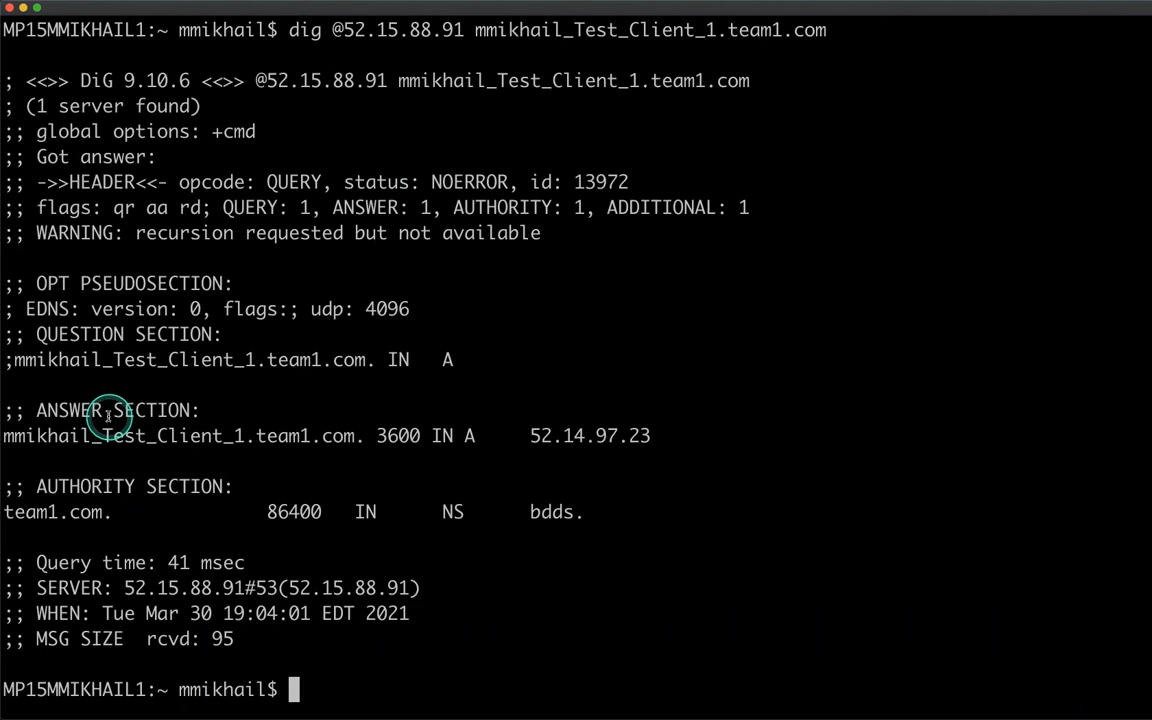 MP15MMIKHAIL1:~ mmikhail$ dig @52.15.88.91 mmikhail_Test_Client_1.team1.com
; <<>> DiG 9.10.6 <<>> @52.15.88.91 mmikhail_Test_Client_1.team1.com
; (1 server found)
;; global options: +cmd
;; Got answer:
;; ->>HEADER<<- opcode: QUERY, status: NOERROR, id: 13972
;; flags: qr aa rd; QUERY: 1, ANSWER: 1, AUTHORITY: 1, ADDITIONAL: 1
;; WARNING: recursion requested but not available
;; OPT PSEUDOSECTION:
; EDNS: version: 0, flags:; udp: 4096
;; QUESTION SECTION:
;mmikhail_Test_Client_1.team1.com. IN A
;; ANSWER SECTION:
mmikhail_Test_Client_1.team1.com. 3600 IN A 52.14.97.23
;; AUTHORITY SECTION:
team1.com. 86400 IN NS bdds.
;; Query time: 41 msec
;; SERVER: 52.15.88.91#53(52.15.88.91)
;; WHEN: Tue Mar 30 19:04:01 EDT 2021
;; MSG SIZE rcvd: 95
MP15MMIKHAIL1:~ mmikhail$